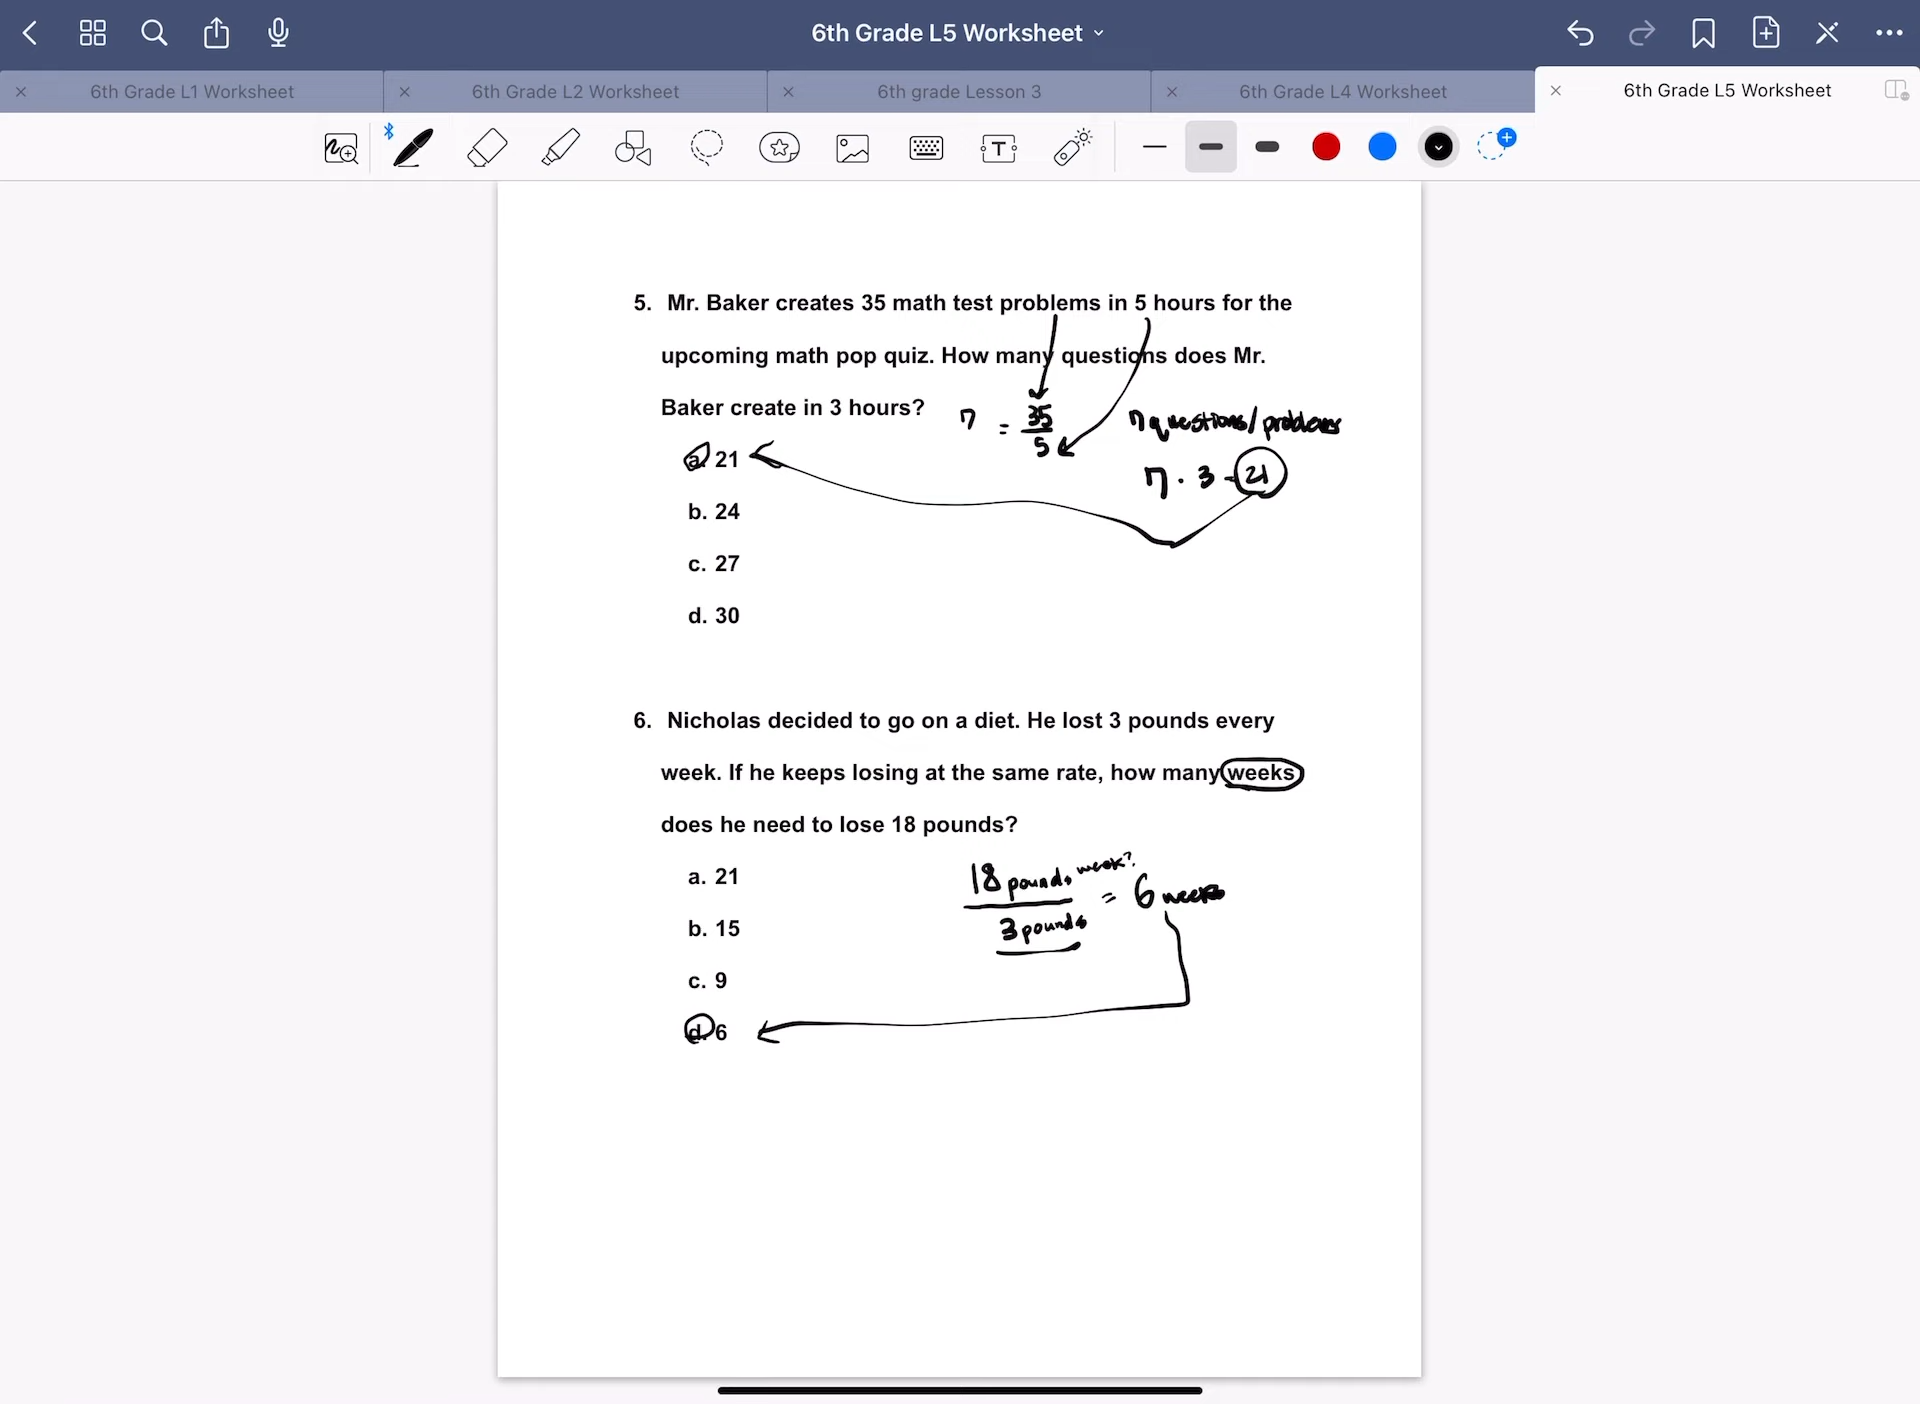 6th Grade L5 Worksheet
6th Grade L1 Worksheet
6th Grade L2 Worksheet
6th grade Lesson 3
6th Grade L4 Worksheet
6th Grade L5 Worksheet
T
5. Mr. Baker creates 35 math test problems in 5 hours for the
upcoming math pop quiz. How many questions does Mr.
Baker create in 3 hours?
7 = 35
5
7 questions/problems
7 · 3 - 21
a. 21
b. 24
c. 27
d. 30
6. Nicholas decided to go on a diet. He lost 3 pounds every
week. If he keeps losing at the same rate, how many weeks
does he need to lose 18 pounds?
18 pounds week? = 6 weeks
3 pounds
a. 21
b. 15
c. 9
d. 6